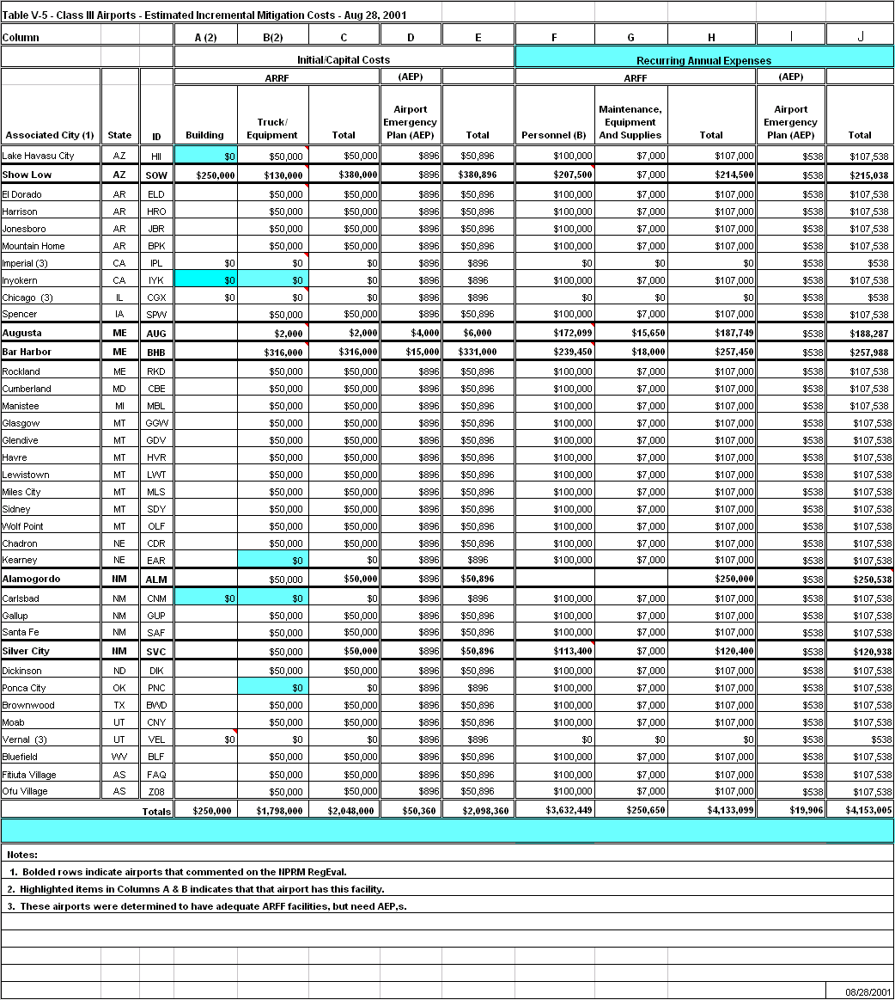 Table V-5 - Class III Airports - Estimated Incremental Mitigation Costs - Aug 28, 2001
Column A (2) B(2) C D E F G H I J
Initial/Capital Costs Recurring Annual Expenses
ARRF (AEP) ARFF (AEP)
Associated City (1) State ID Building Truck/ Equipment Total Airport Emergency Plan (AEP) Total Personnel (B) Maintenance, Equipment And Supplies Total Airport Emergency Plan (AEP) Total
Lake Havasu City AZ HII $0 $50,000 $50,000 $896 $50,896 $100,000 $7,000 $107,000 $538 $107,538
Show Low AZ SOW $250,000 $130,000 $380,000 $896 $380,896 $207,500 $7,000 $214,500 $538 $215,038
El Dorado AR ELD $50,000 $50,000 $896 $50,896 $100,000 $7,000 $107,000 $538 $107,538
Harrison AR HRO $50,000 $50,000 $896 $50,896 $100,000 $7,000 $107,000 $538 $107,538
Jonesboro AR JBR $50,000 $50,000 $896 $50,896 $100,000 $7,000 $107,000 $538 $107,538
Mountain Home AR BPK $50,000 $50,000 $896 $50,896 $100,000 $7,000 $107,000 $538 $107,538
Imperial (3) CA IPL $0 $0 $0 $896 $896 $0 $0 $0 $538 $538
Inyokern CA IYK $0 $0 $0 $896 $896 $100,000 $7,000 $107,000 $538 $107,538
Chicago (3) IL CGX $0 $0 $0 $896 $896 $0 $0 $0 $538 $538
Spencer IA SPW $50,000 $50,000 $896 $50,896 $100,000 $7,000 $107,000 $538 $107,538
Augusta ME AUG $2,000 $2,000 $4,000 $6,000 $172,099 $15,650 $187,749 $538 $188,287
Bar Harbor ME BHB $316,000 $316,000 $15,000 $331,000 $239,450 $18,000 $257,450 $538 $257,988
Rockland ME RKD $50,000 $50,000 $896 $50,896 $100,000 $7,000 $107,000 $538 $107,538
Cumberland MD CBE $50,000 $50,000 $896 $50,896 $100,000 $7,000 $107,000 $538 $107,538
Manistee MI MBL $50,000 $50,000 $896 $50,896 $100,000 $7,000 $107,000 $538 $107,538
Glasgow MT GGW $50,000 $50,000 $896 $50,896 $100,000 $7,000 $107,000 $538 $107,538
Glendive MT GDV $50,000 $50,000 $896 $50,896 $100,000 $7,000 $107,000 $538 $107,538
Havre MT HVR $50,000 $50,000 $896 $50,896 $100,000 $7,000 $107,000 $538 $107,538
Lewistown MT LWT $50,000 $50,000 $896 $50,896 $100,000 $7,000 $107,000 $538 $107,538
Miles City MT MLS $50,000 $50,000 $896 $50,896 $100,000 $7,000 $107,000 $538 $107,538
Sidney MT SDY $50,000 $50,000 $896 $50,896 $100,000 $7,000 $107,000 $538 $107,538
Wolf Point MT OLF $50,000 $50,000 $896 $50,896 $100,000 $7,000 $107,000 $538 $107,538
Chadron NE CDR $50,000 $50,000 $896 $50,896 $100,000 $7,000 $107,000 $538 $107,538
Kearney NE EAR $0 $0 $896 $896 $100,000 $7,000 $107,000 $538 $107,538
Alamogordo NM ALM $50,000 $50,000 $896 $50,896 $250,000 $538 $250,538
Carlsbad NM CNM $0 $0 $0 $896 $896 $100,000 $7,000 $107,000 $538 $107,538
Gallup NM GUP $50,000 $50,000 $896 $50,896 $100,000 $7,000 $107,000 $538 $107,538
Santa Fe NM SAF $50,000 $50,000 $896 $50,896 $100,000 $7,000 $107,000 $538 $107,538
Silver City NM SVC $50,000 $50,000 $896 $50,896 $113,400 $7,000 $120,400 $538 $120,938
Dickinson ND DIK $50,000 $50,000 $896 $50,896 $100,000 $7,000 $107,000 $538 $107,538
Ponca City OK PNC $0 $0 $896 $896 $100,000 $7,000 $107,000 $538 $107,538
Brownwood TX BWD $50,000 $50,000 $896 $50,896 $100,000 $7,000 $107,000 $538 $107,538
Moab UT CNY $50,000 $50,000 $896 $50,896 $100,000 $7,000 $107,000 $538 $107,538
Vernal (3) UT VEL $0 $0 $0 $896 $896 $0 $0 $0 $538 $538
Bluefield WV BLF $50,000 $50,000 $896 $50,896 $100,000 $7,000 $107,000 $538 $107,538
Fitiuta Village AS FAQ $50,000 $50,000 $896 $50,896 $100,000 $7,000 $107,000 $538 $107,538
Ofu Village AS Z08 $50,000 $50,000 $896 $50,896 $100,000 $7,000 $107,000 $538 $107,538
Totals $250,000 $1,798,000 $2,048,000 $50,360 $2,098,360 $3,632,449 $250,650 $4,133,099 $19,906 $4,153,005
Notes:
1. Bolded rows indicate airports that commented on the NPRM RegEval.
2. Highlighted items in Columns A & B indicates that that airport has this facility.
3. These airports were determined to have adequate ARFF facilities, but need AEP,s.
08/28/2001